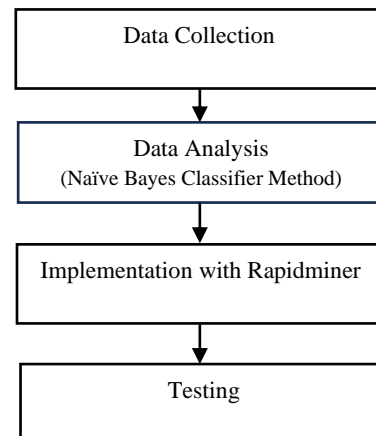 Data Collection
Data Analysis
(Naïve Bayes Classifier Method)
Implementation with Rapidminer
Testing